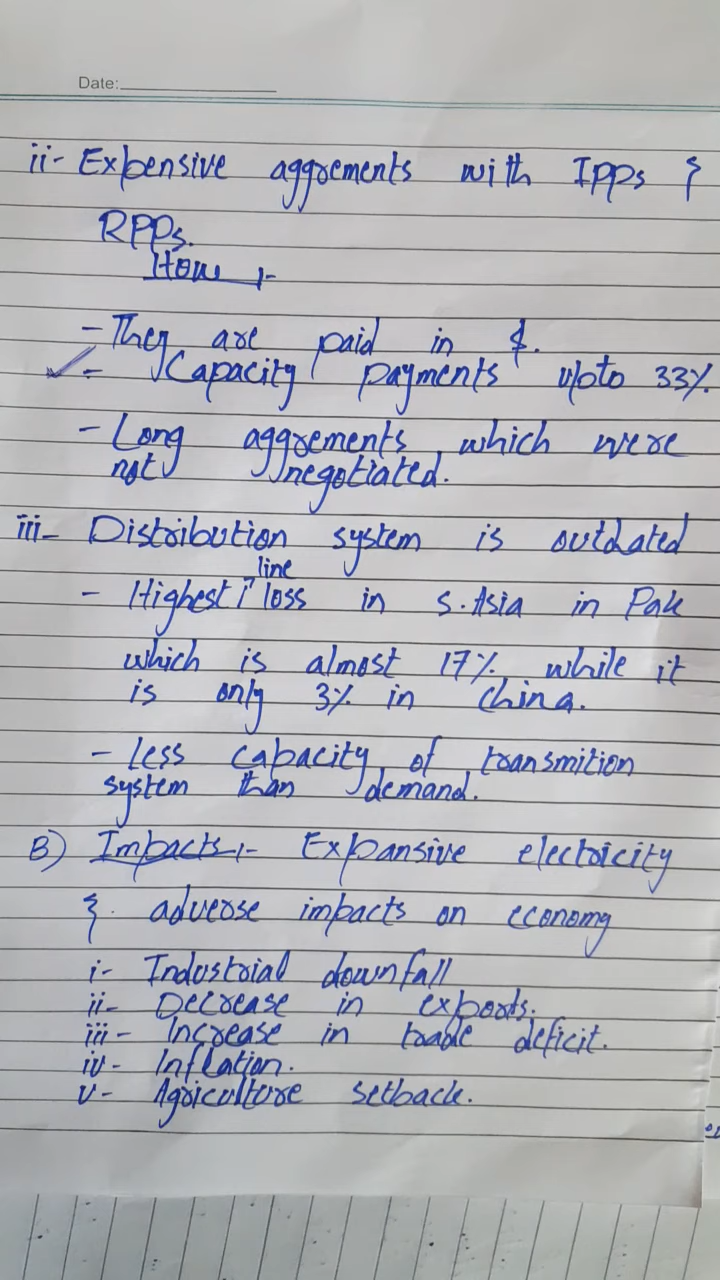 Date:
ii- Expensive aggrements with IPPs &
RPPs.
How :-
- They are paid in $.
- Capacity payments upto 33%
- Long aggrements which were
not negotiated.
iii- Distribution system is outdated
line
- Highest loss in S.Asia in Pak
which is almost 17% while it
is only 3% in China.
- Less capacity of transmition
system than demand.
B) Impacts:- Expansive electricity
& adverse impacts on economy
i- Industrial downfall
ii- Decrease in exports.
iii- Increase in trade deficit.
iv- Inflation.
v- Agriculture setback.